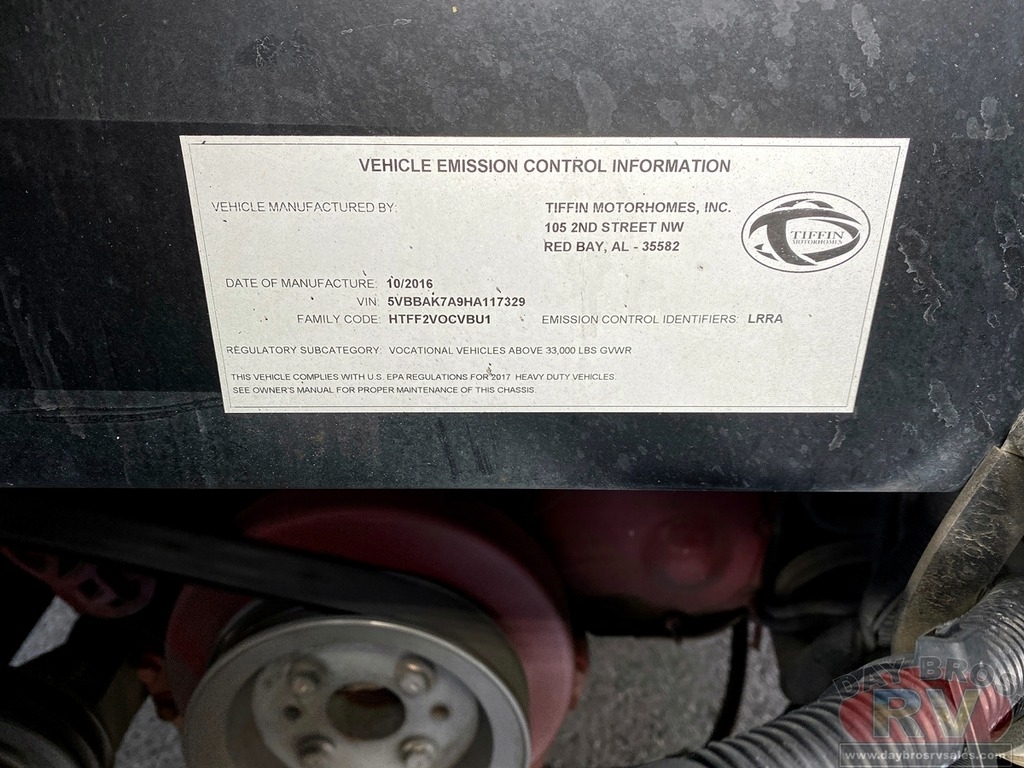 VEHICLE EMISSION CONTROL INFORMATION
VEHICLE MANUFACTURED BY: TIFFIN MOTORHOMES, INC.
105 2ND STREET NW
RED BAY, AL - 35582
TIFFIN
MOTORHOMES
DATE OF MANUFACTURE: 10/2016
VIN: 5VBBAK7A9HA117329
FAMILY CODE: HTFF2VOCVBU1 EMISSION CONTROL IDENTIFIERS: LRRA
REGULATORY SUBCATEGORY: VOCATIONAL VEHICLES ABOVE 33,000 LBS GVWR
THIS VEHICLE COMPLIES WITH U.S. EPA REGULATIONS FOR 2017 HEAVY DUTY VEHICLES.
SEE OWNER'S MANUAL FOR PROPER MAINTENANCE OF THIS CHASSIS.
DAY BROS
RV
www.daybrosrvsales.com